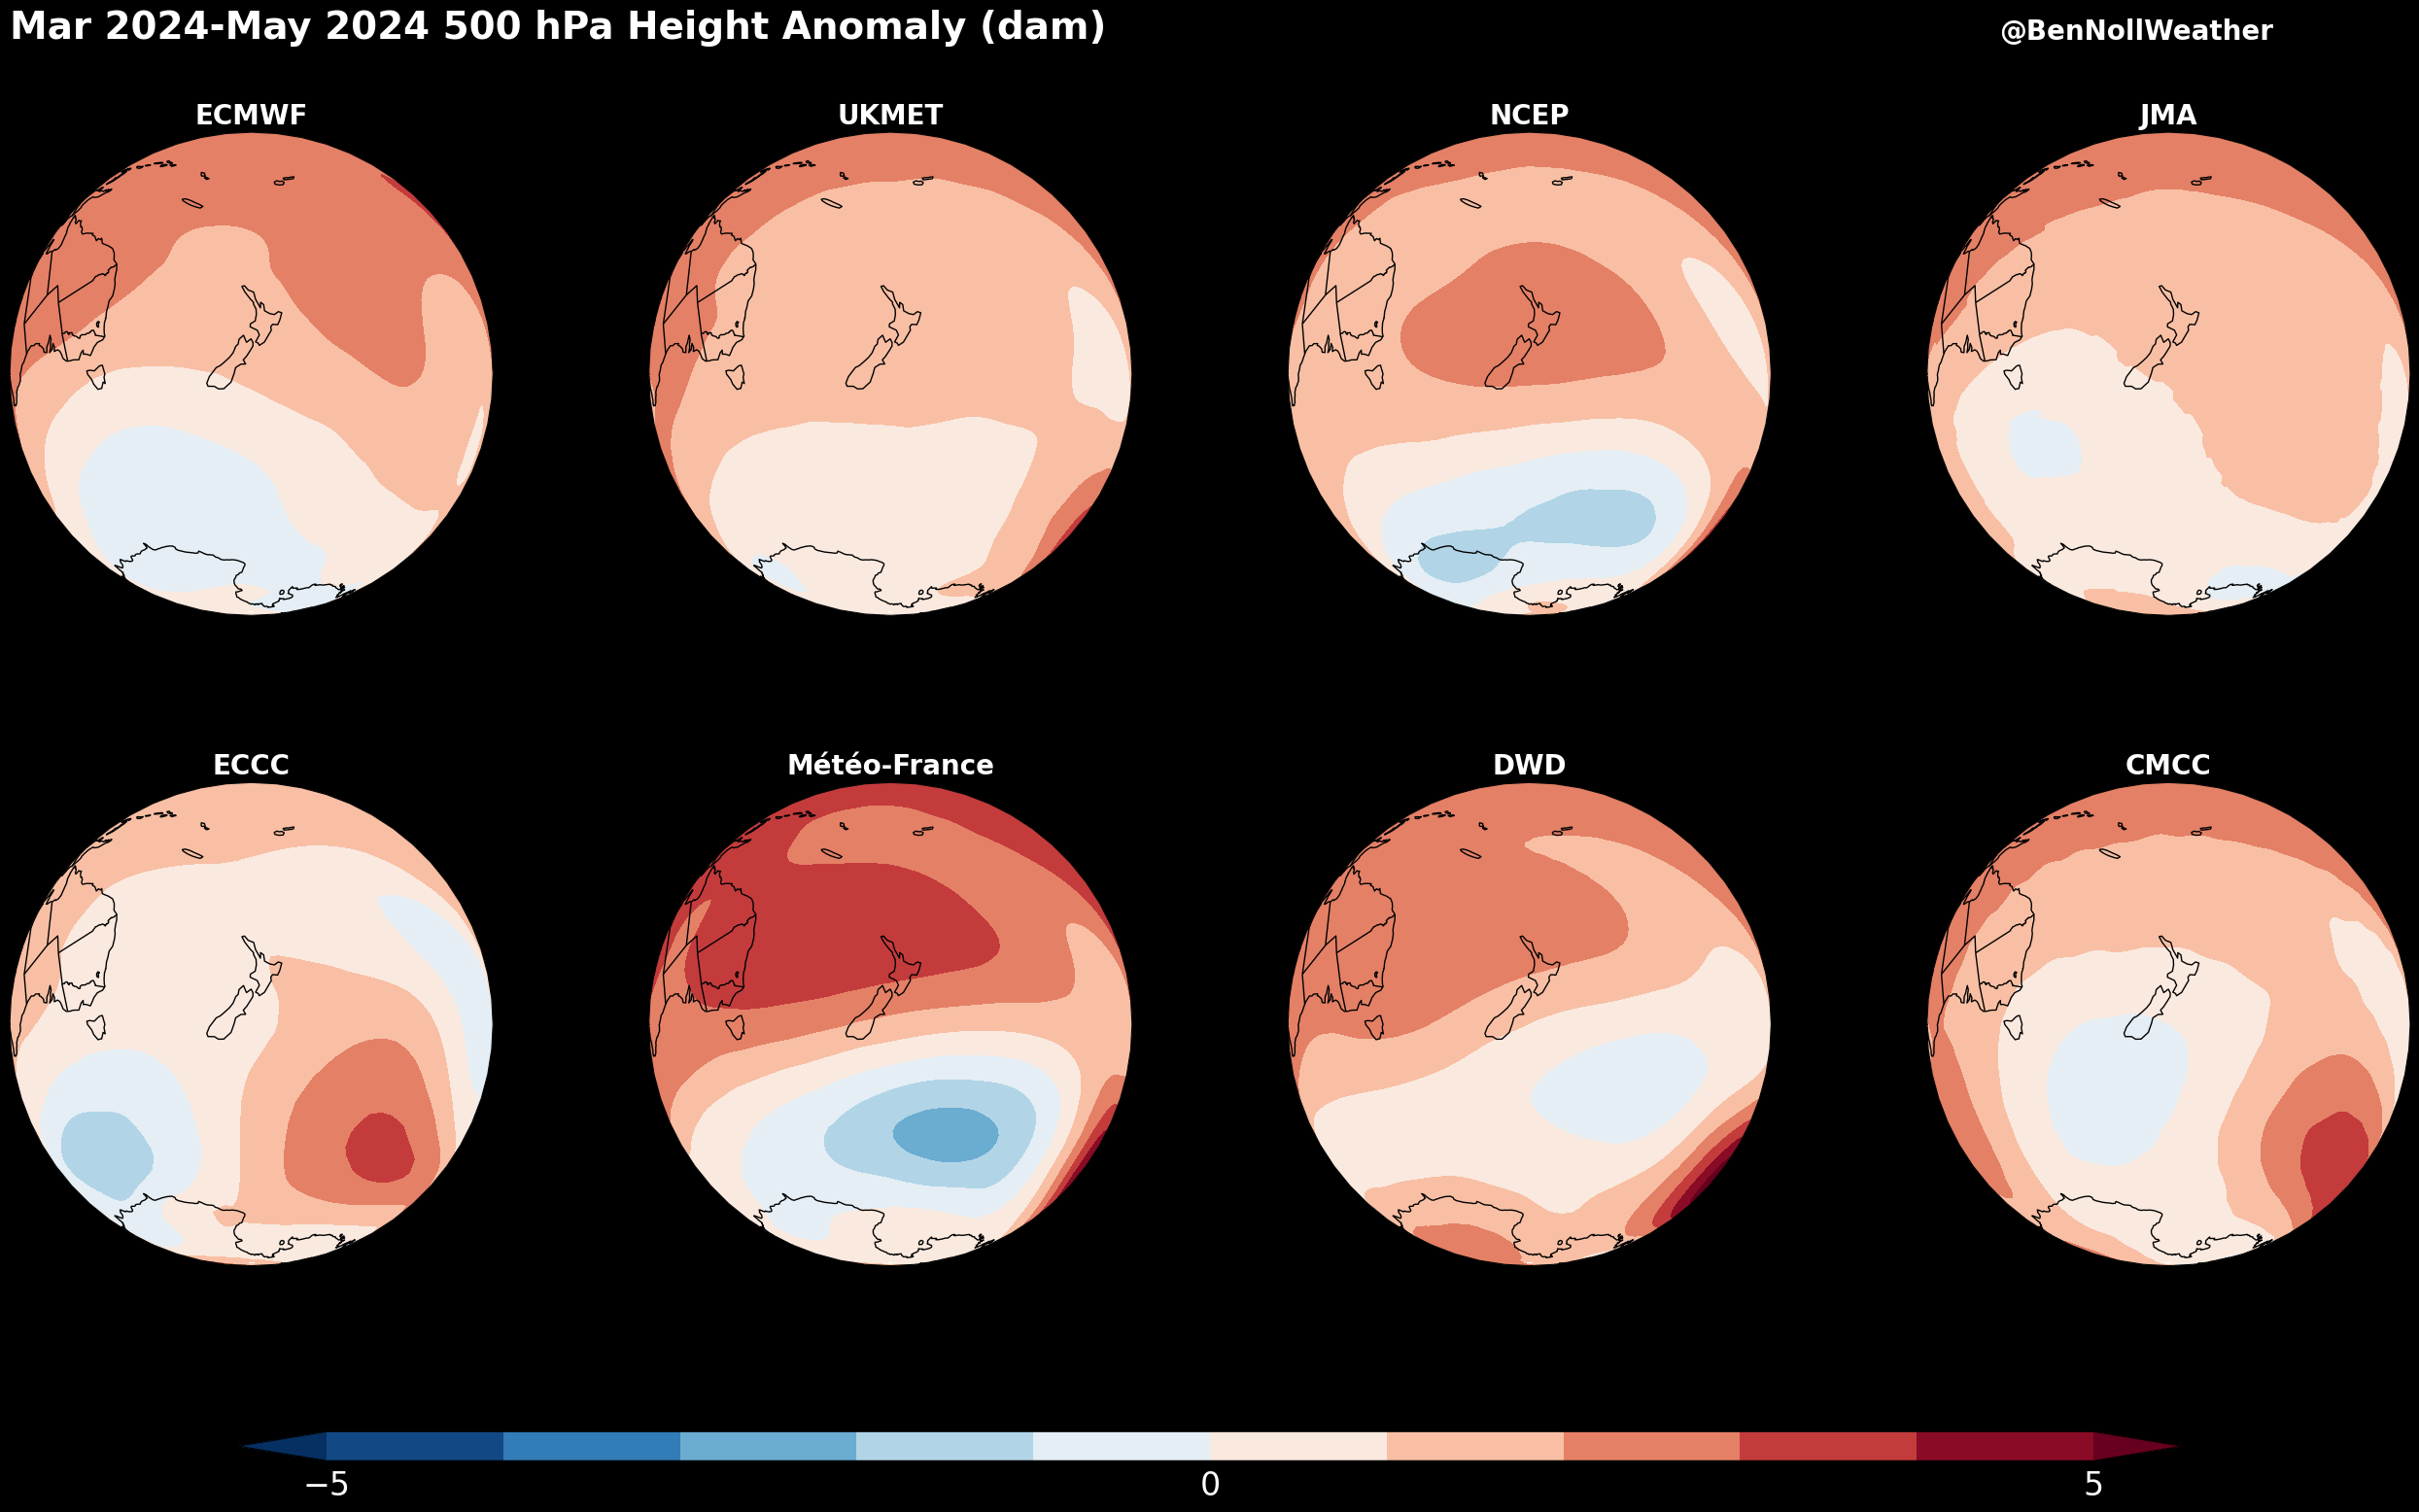 Mar 2024-May 2024 500 hPa Height Anomaly (dam)
@BenNollWeather
ECMWF
UKMET
NCEP
JMA
ECCC
Météo-France
DWD
CMCC
−5
0
5